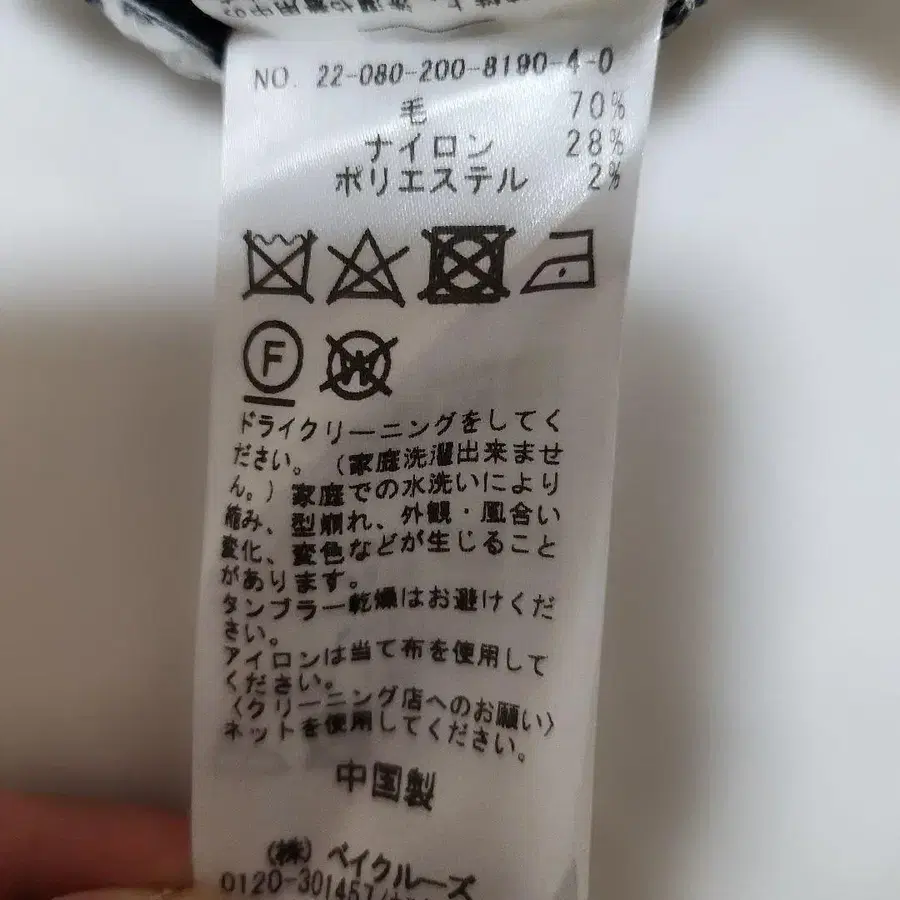 NO. 22-080-200-8190-4-0
毛 70%
ナイロン 28%
ポリエステル 2%
F
W
ドライクリーニングをしてく
ださい。(家庭洗濯出来ませ
ん。)家庭での水洗いにより
縮み、型崩れ、外観・風合い
変化、変色などが生じること
があります。
タンブラー乾燥はお避けくだ
さい。
アイロンは当て布を使用して
ください。
〈クリーニング店へのお願い〉
ネットを使用してください。
中国製
(株) ベイクルーズ
0120-301457